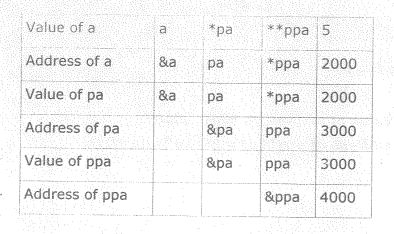 Value of a a *pa **ppa 5
Address of a &a pa *ppa 2000
Value of pa &a pa *ppa 2000
Address of pa &pa ppa 3000
Value of ppa &pa ppa 3000
Address of ppa &ppa 4000